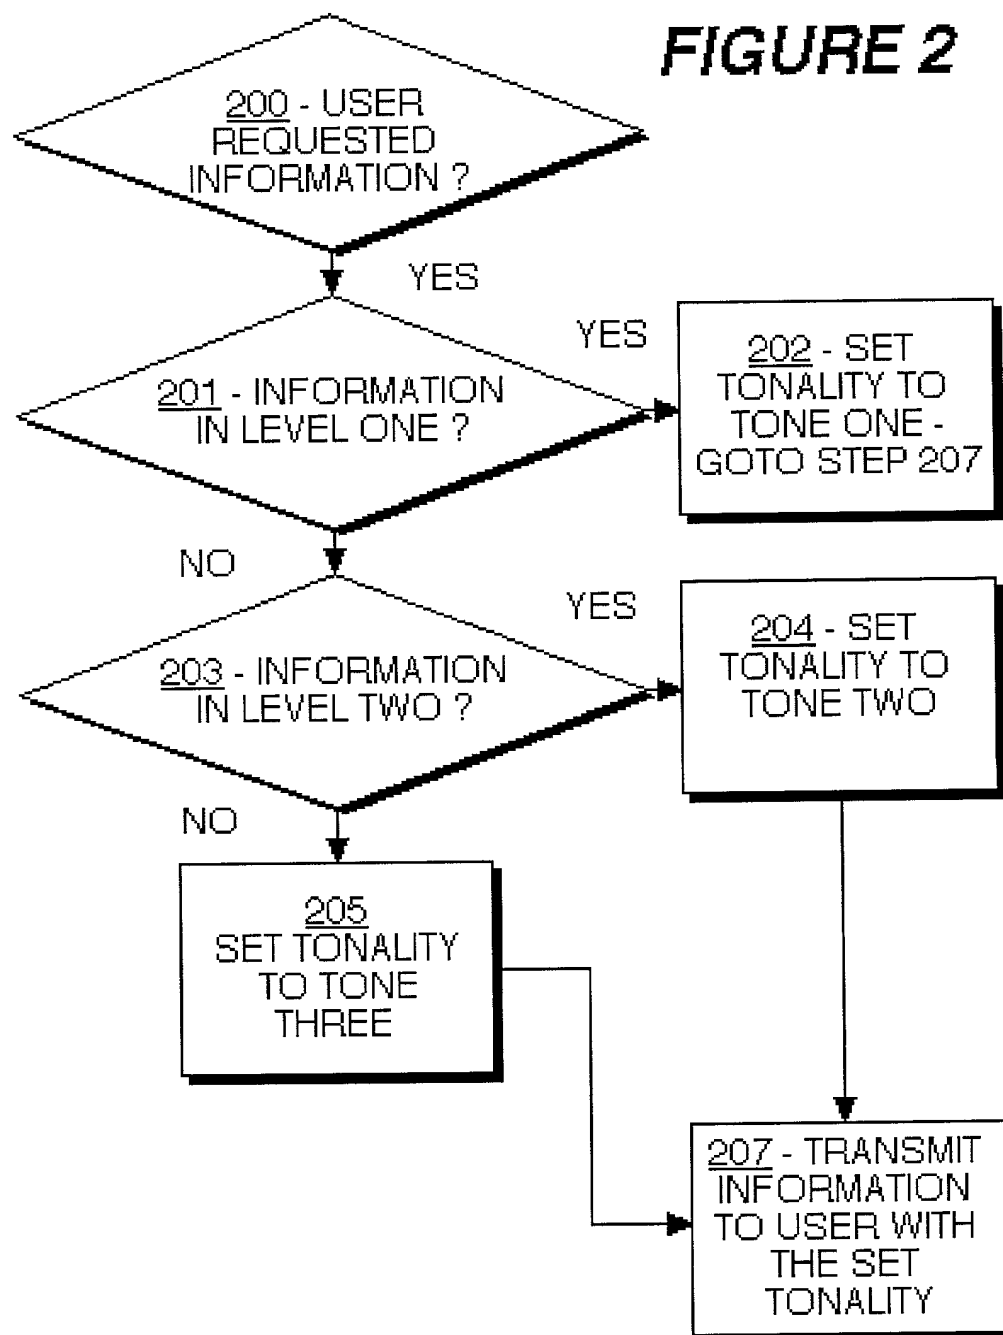 FIGURE 2
200 - USER
REQUESTED
INFORMATION ?
YES
201 - INFORMATION
IN LEVEL ONE ?
YES
202 - SET
TONALITY TO
TONE ONE -
GOTO STEP 207
NO
203 - INFORMATION
IN LEVEL TWO ?
YES
204 - SET
TONALITY TO
TONE TWO
NO
205
SET TONALITY
TO TONE
THREE
207 - TRANSMIT
INFORMATION
TO USER WITH
THE SET
TONALITY